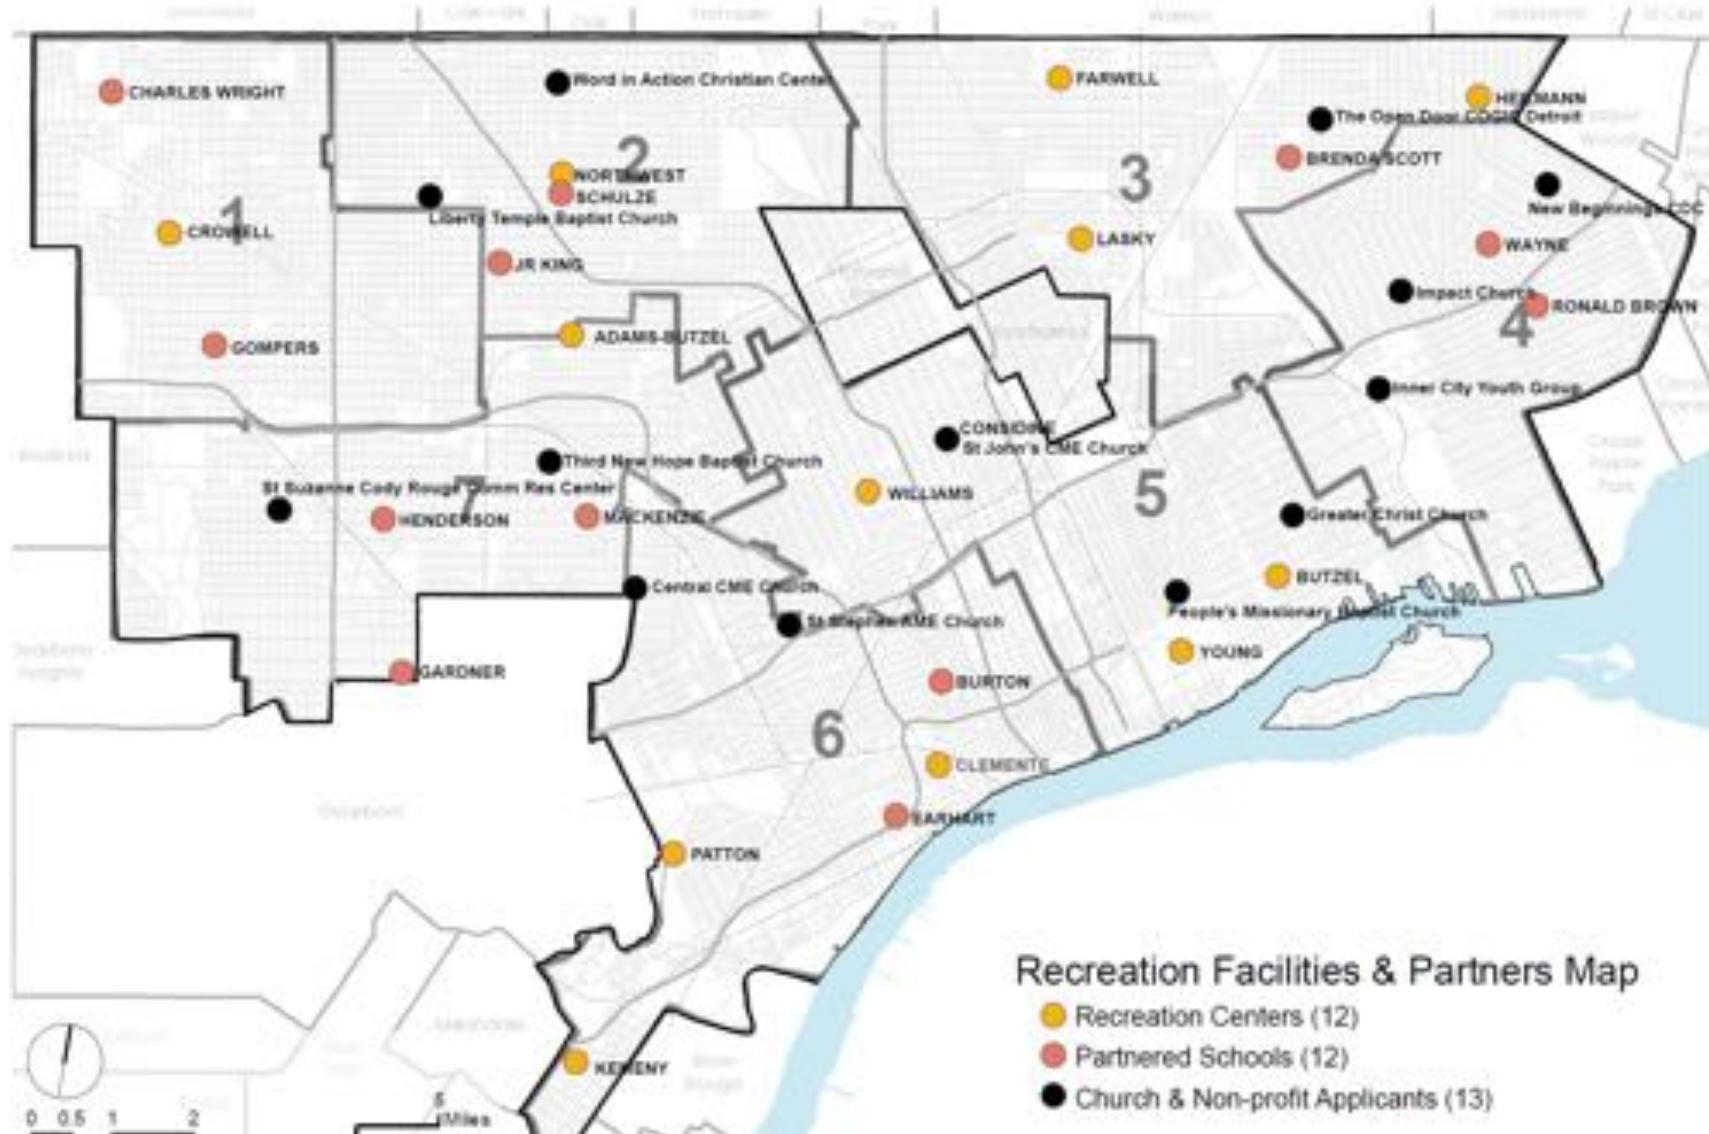 CHARLES WRIGHT
Word in Action Christian Center
FARWELL
HEILMANN
The Open Door COGIC Detroit
BRENDA SCOTT
2
3
NORTHWEST
SCHULZE
Liberty Temple Baptist Church
New Beginnings CDC
1
CROWELL
LASKY
WAYNE
JR KING
Impact Church
RONALD BROWN
4
ADAMS-BUTZEL
GOMPERS
Inner City Youth Group
CONSIDINE
St John's CME Church
Third New Hope Baptist Church
St Suzanne Cody Rouge Comm Res Center
7
WILLIAMS
5
HENDERSON
MACKENZIE
Greater Christ Church
BUTZEL
Central CME Church
People's Missionary Baptist Church
St Stephen AME Church
YOUNG
GARDNER
BURTON
6
CLEMENTE
EARHART
PATTON
KEMENY
Recreation Facilities & Partners Map
Recreation Centers (12)
Partnered Schools (12)
Church & Non-profit Applicants (13)
0 0.5 1 2
Miles